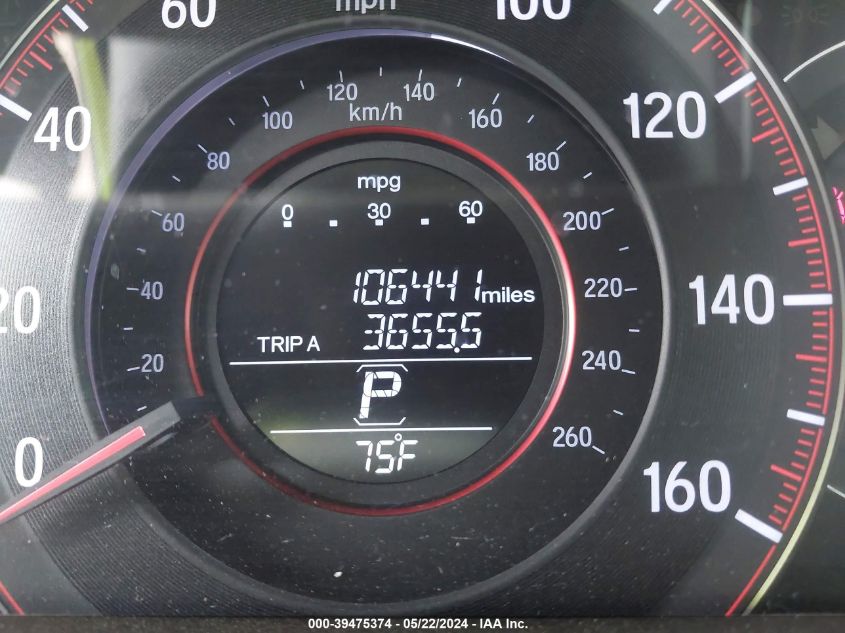 60 mph 100
40 120
20 140
0 160
120 140
100 km/h 160
80 180
60 200
40 220
20 240
260
mpg
0 30 60
106441 miles
TRIP A 3655.5
P
75°F
000-39475374 - 05/22/2024 - IAA Inc.